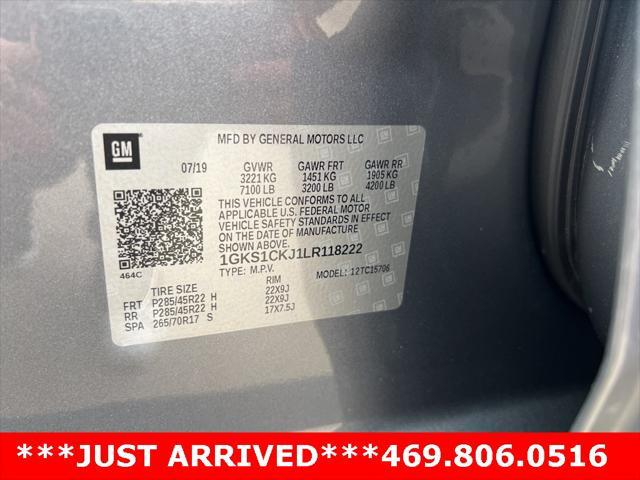 GM
MFD BY GENERAL MOTORS LLC
07/19 GVWR GAWR FRT GAWR RR
3221 KG 1451 KG 1905 KG
7100 LB 3200 LB 4200 LB
THIS VEHICLE CONFORMS TO ALL
APPLICABLE U.S. FEDERAL MOTOR
VEHICLE SAFETY STANDARDS IN EFFECT
ON THE DATE OF MANUFACTURE
1GKS1CKJ1LR118222
464C
TYPE: M.P.V. MODEL: 12TC15706
TIRE SIZE RIM
FRT P285/45R22 H 22X9J
RR P285/45R22 H 22X9J
SPA 265/70R17 S 17X7.5J
***JUST ARRIVED***469.806.0516